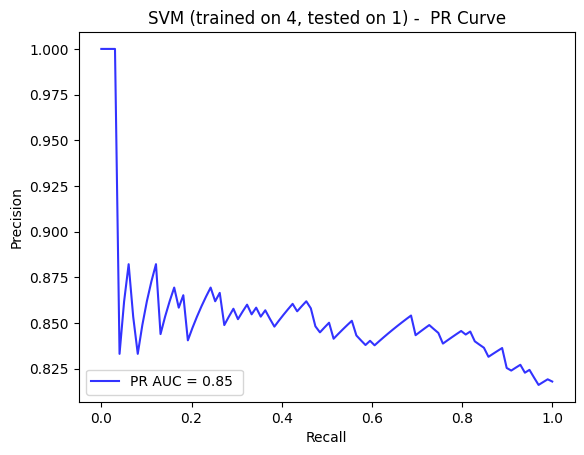 SVM (trained on 4, tested on 1) -  PR Curve
1.000
0.975
0.950
0.925
0.900
0.875
0.850
0.825
Precision
PR AUC = 0.85
0.0 0.2 0.4 0.6 0.8 1.0
Recall